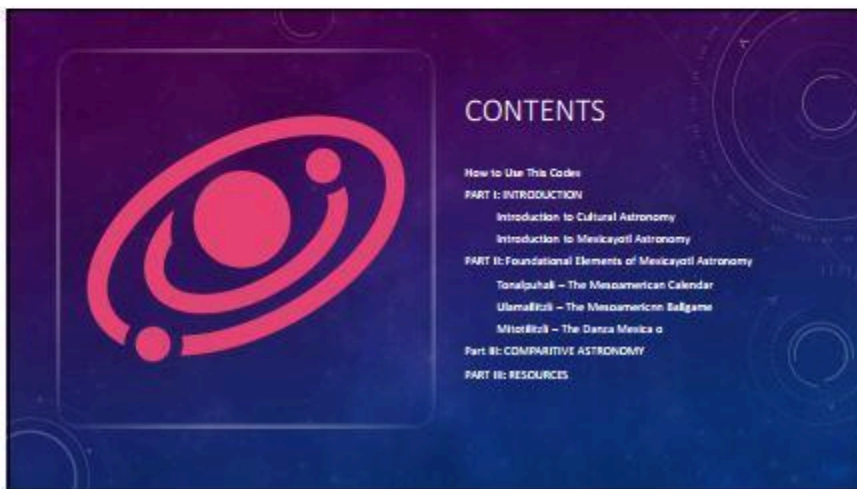 CONTENTS
How to Use This Codex
PART I: INTRODUCTION
Introduction to Cultural Astronomy
Introduction to Mexicayotl Astronomy
PART II: Foundational Elements of Mexicayotl Astronomy
Tonalpuhali – The Mesoamerican Calendar
Ulamallitzli – The Mesoamericnn Ballgame
Mitotilitzli – The Danza Mexica o
Part III: COMPARITIVE ASTRONOMY
PART III: RESOURCES